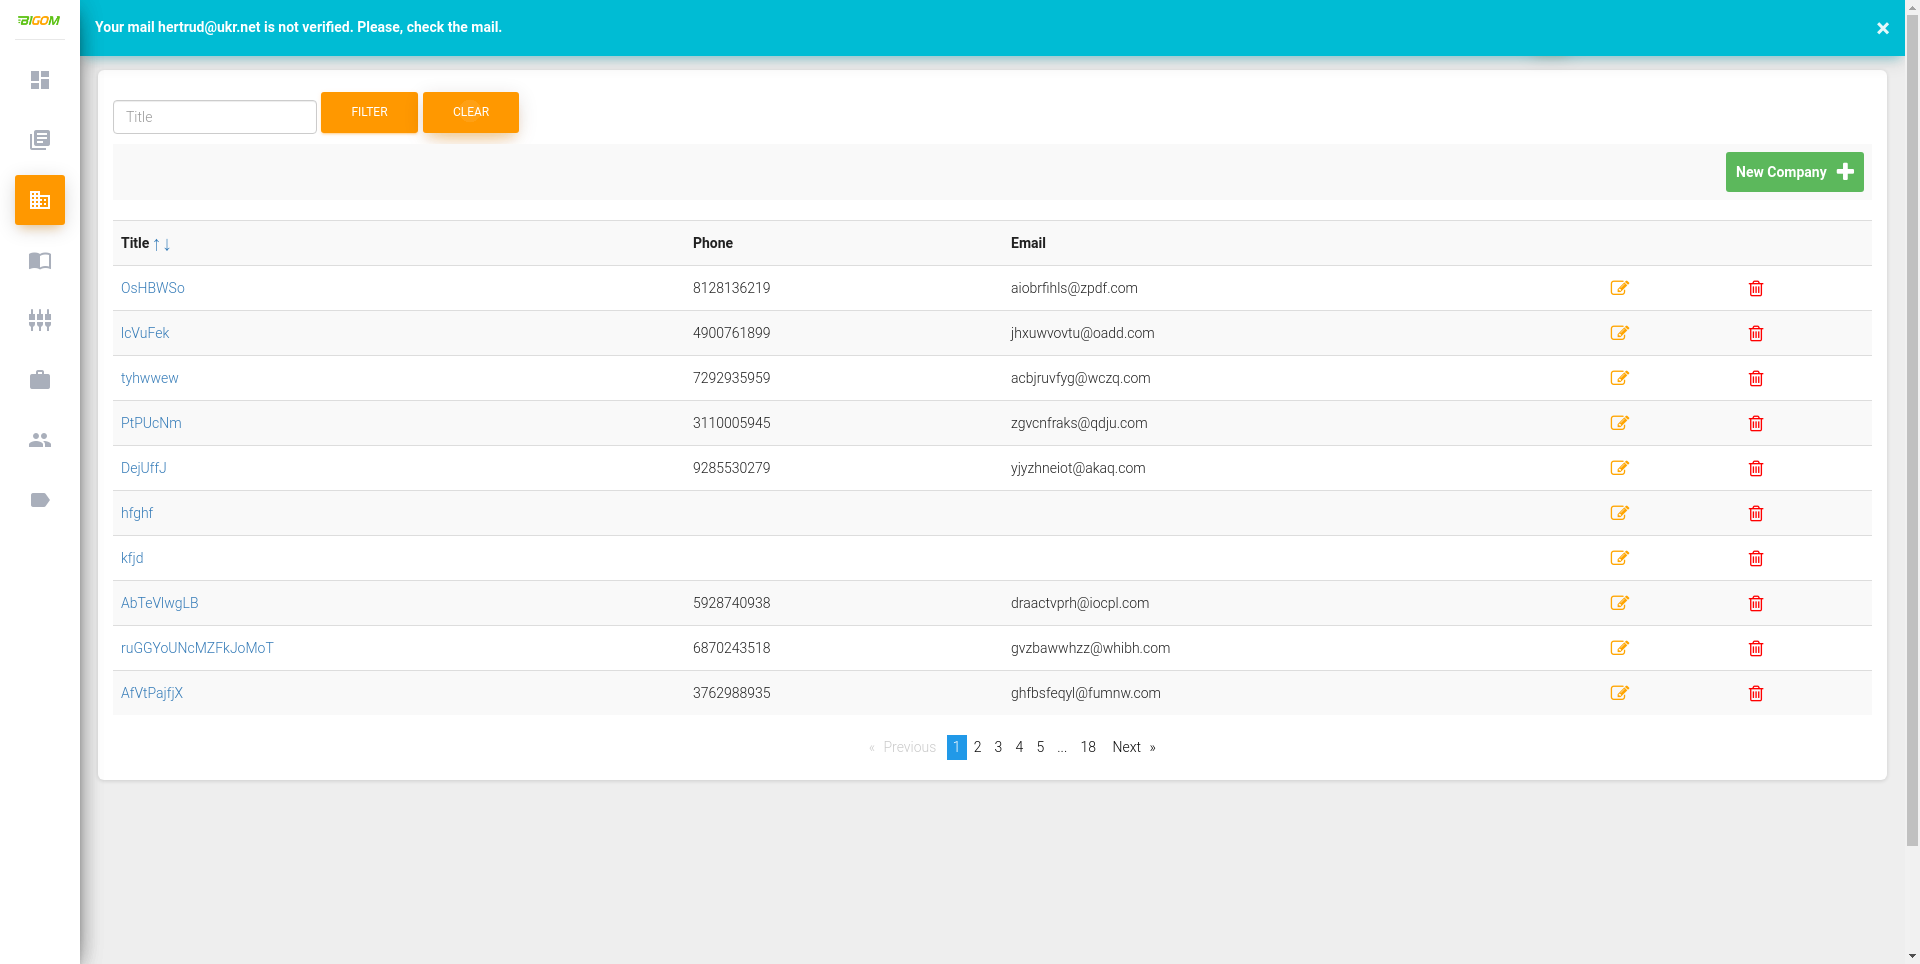 BIGOM
Your mail hertrud@ukr.net is not verified. Please, check the mail.
×
Title FILTER CLEAR
New Company
Title ↑↓ Phone Email
OsHBWSo 8128136219 aiobrfihls@zpdf.com
lcVuFek 4900761899 jhxuwvovtu@oadd.com
tyhwwew 7292935959 acbjruvfyg@wczq.com
PtPUcNm 3110005945 zgvcnfraks@qdju.com
DejUffJ 9285530279 yjyzhneiot@akaq.com
hfghf
kfjd
AbTeVlwgLB 5928740938 draactvprh@iocpl.com
ruGGYoUNcMZFkJoMoT 6870243518 gvzbawwhzz@whibh.com
AfVtPajfjX 3762988935 ghfbsfeqyl@fumnw.com
« Previous 1 2 3 4 5 ... 18 Next »